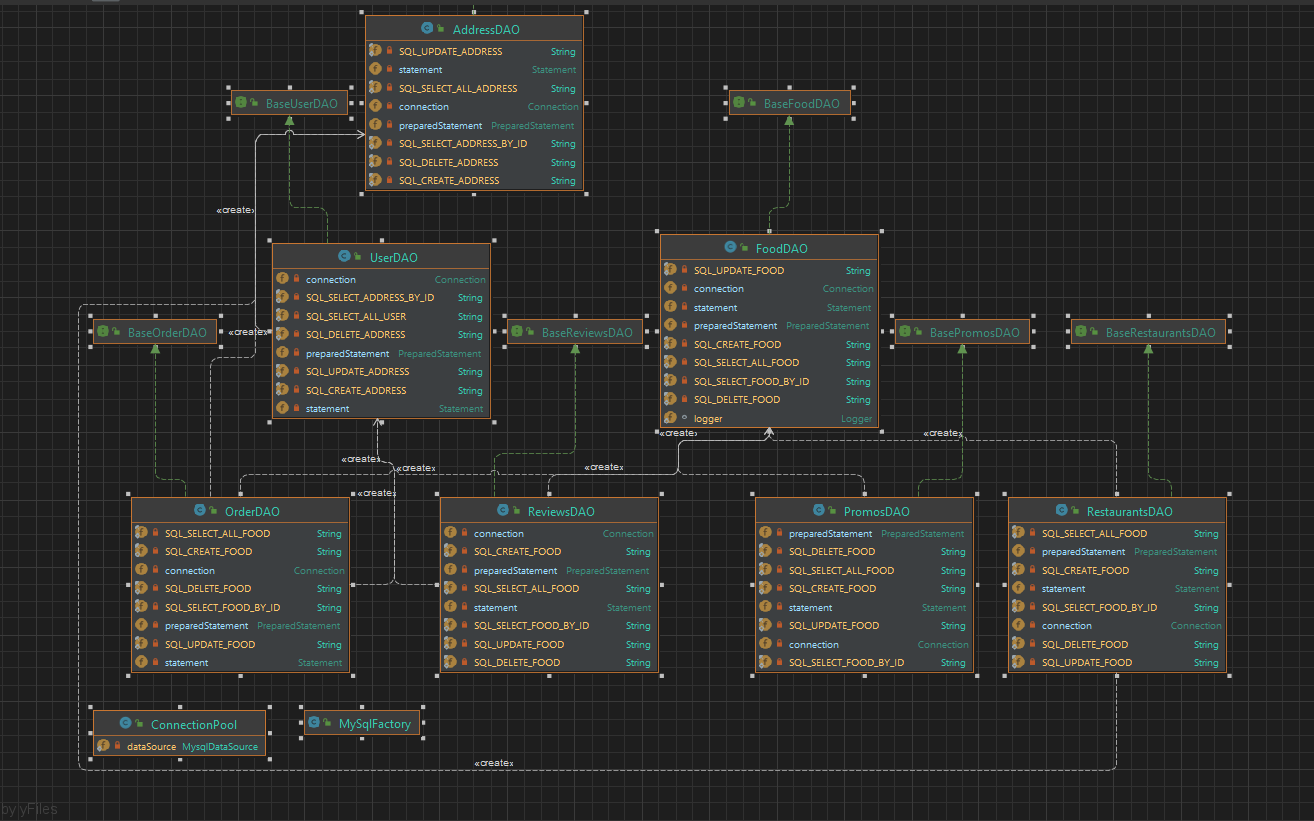 AddressDAO
SQL_UPDATE_ADDRESS String
statement Statement
SQL_SELECT_ALL_ADDRESS String
connection Connection
preparedStatement PreparedStatement
SQL_SELECT_ADDRESS_BY_ID String
SQL_DELETE_ADDRESS String
SQL_CREATE_ADDRESS String
BaseUserDAO
BaseFoodDAO
«create»
UserDAO
connection Connection
SQL_SELECT_ADDRESS_BY_ID String
SQL_SELECT_ALL_USER String
SQL_DELETE_ADDRESS String
preparedStatement PreparedStatement
SQL_UPDATE_ADDRESS String
SQL_CREATE_ADDRESS String
statement Statement
FoodDAO
SQL_UPDATE_FOOD String
connection Connection
statement Statement
preparedStatement PreparedStatement
SQL_CREATE_FOOD String
SQL_SELECT_ALL_FOOD String
SQL_SELECT_FOOD_BY_ID String
SQL_DELETE_FOOD String
logger Logger
BaseOrderDAO
«create»
BaseReviewsDAO
BasePromosDAO
BaseRestaurantsDAO
«create»
«create»
«create»
«create»
«create»
«create»
OrderDAO
SQL_SELECT_ALL_FOOD String
SQL_CREATE_FOOD String
connection Connection
SQL_DELETE_FOOD String
SQL_SELECT_FOOD_BY_ID String
preparedStatement PreparedStatement
SQL_UPDATE_FOOD String
statement Statement
ReviewsDAO
connection Connection
SQL_CREATE_FOOD String
preparedStatement PreparedStatement
SQL_SELECT_ALL_FOOD String
statement Statement
SQL_SELECT_FOOD_BY_ID String
SQL_UPDATE_FOOD String
SQL_DELETE_FOOD String
PromosDAO
preparedStatement PreparedStatement
SQL_DELETE_FOOD String
SQL_SELECT_ALL_FOOD String
SQL_CREATE_FOOD String
statement Statement
SQL_UPDATE_FOOD String
connection Connection
SQL_SELECT_FOOD_BY_ID String
RestaurantsDAO
SQL_SELECT_ALL_FOOD String
preparedStatement PreparedStatement
SQL_CREATE_FOOD String
statement Statement
SQL_SELECT_FOOD_BY_ID String
connection Connection
SQL_DELETE_FOOD String
SQL_UPDATE_FOOD String
ConnectionPool
dataSource MysqlDataSource
MySqlFactory
«create»
by yFiles